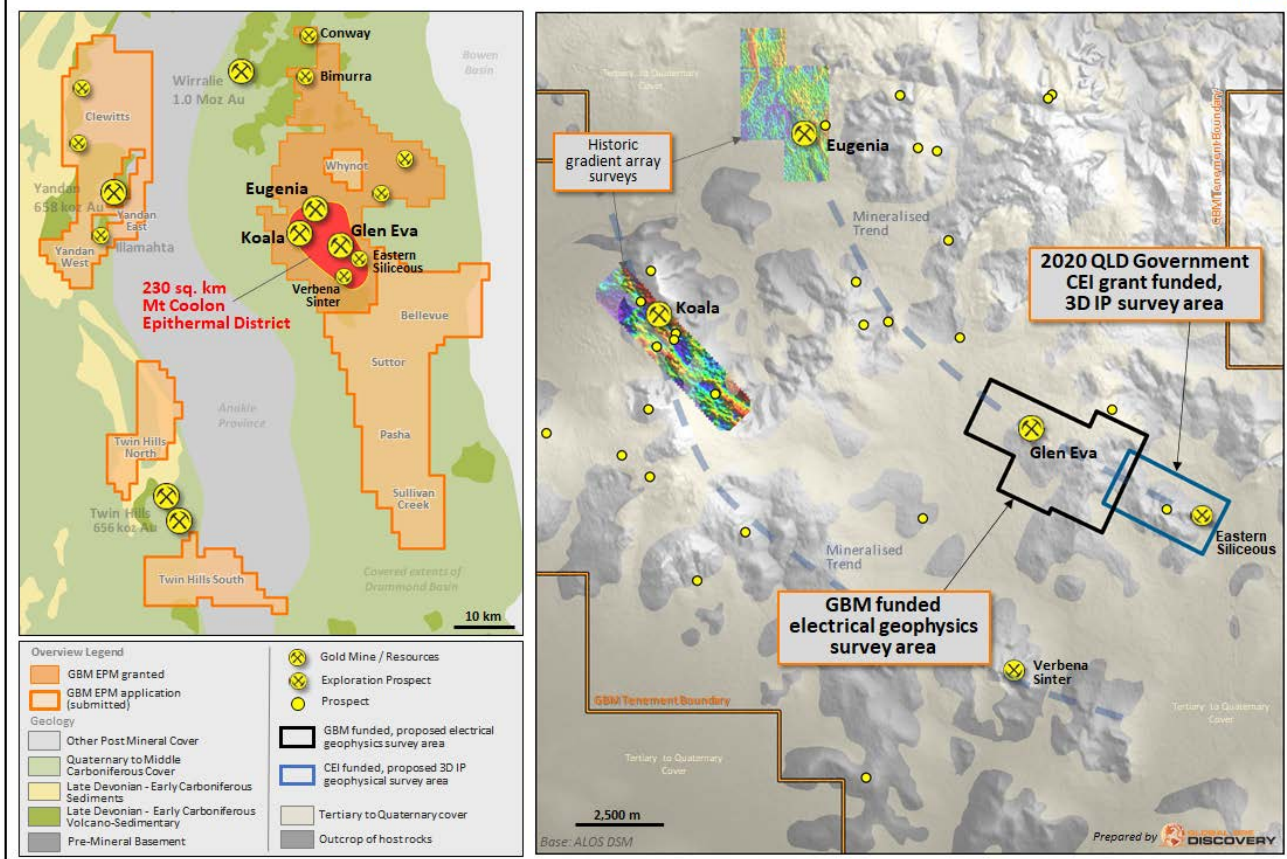 Conway
Bowen
Basin
Wirralie
1.0 Moz Au
Bimurra
Clewitts
Whynot
Yandan
658 koz Au
Yandan
East
Eugenia
Koala
Glen Eva
Illamahta
Yandan
West
Eastern
Siliceous
Verbena
Sinter
230 sq. km
Mt Coolon
Epithermal District
Bellevue
Suttor
Anakie
Province
Pasha
Twin Hills
North
Sullivan
Creek
Twin Hills
656 koz Au
Covered extents of
Drummond Basin
Twin Hills South
10 km
Overview Legend
GBM EPM granted
GBM EPM application
(submitted)
Geology
Other Post Mineral Cover
Quaternary to Middle
Carboniferous Cover
Late Devonian - Early Carboniferous
Sediments
Late Devonian - Early Carboniferous
Volcano-Sedimentary
Pre-Mineral Basement
Gold Mine / Resources
Exploration Prospect
Prospect
GBM funded, proposed electrical
geophysics survey area
CEI funded, proposed 3D IP
geophysical survey area
Tertiary to Quaternary cover
Outcrop of host rocks
Tertiary to Quaternary
Cover
Historic
gradient array
surveys
Eugenia
GBM Tenement Boundary
Mineralised
Trend
2020 QLD Government
CEI grant funded,
3D IP survey area
Koala
Glen Eva
Eastern
Siliceous
Mineralised
Trend
GBM funded
electrical geophysics
survey area
Verbena
Sinter
GBM Tenement Boundary
Tertiary to Quaternary
Cover
Tertiary to Quaternary
Cover
2,500 m
Base: ALOS DSM
Prepared by
DISCOVERY